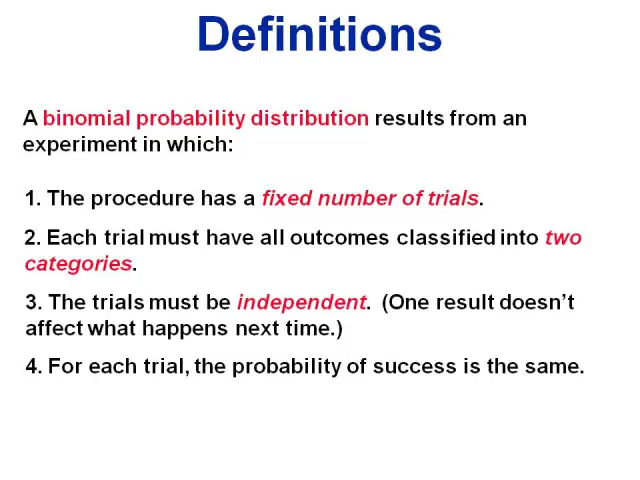 Definitions
A binomial probability distribution results from an
experiment in which:
1. The procedure has a fixed number of trials.
2. Each trial must have all outcomes classified into two
categories.
3. The trials must be independent.  (One result doesn’t
affect what happens next time.)
4. For each trial, the probability of success is the same.